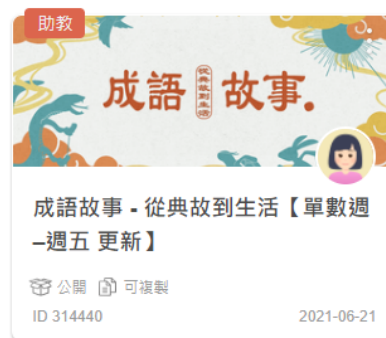 助教
成語 從典故到生活 故事.
成語故事 - 從典故到生活【單數週
–週五 更新】
公開 可複製
ID 314440 2021-06-21